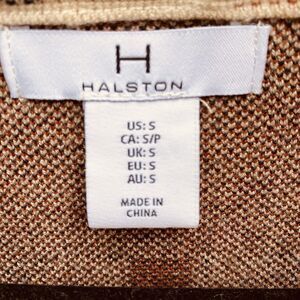 H
HALSTON
US: S
CA: S/P
UK: S
EU: S
AU: S
MADE IN
CHINA